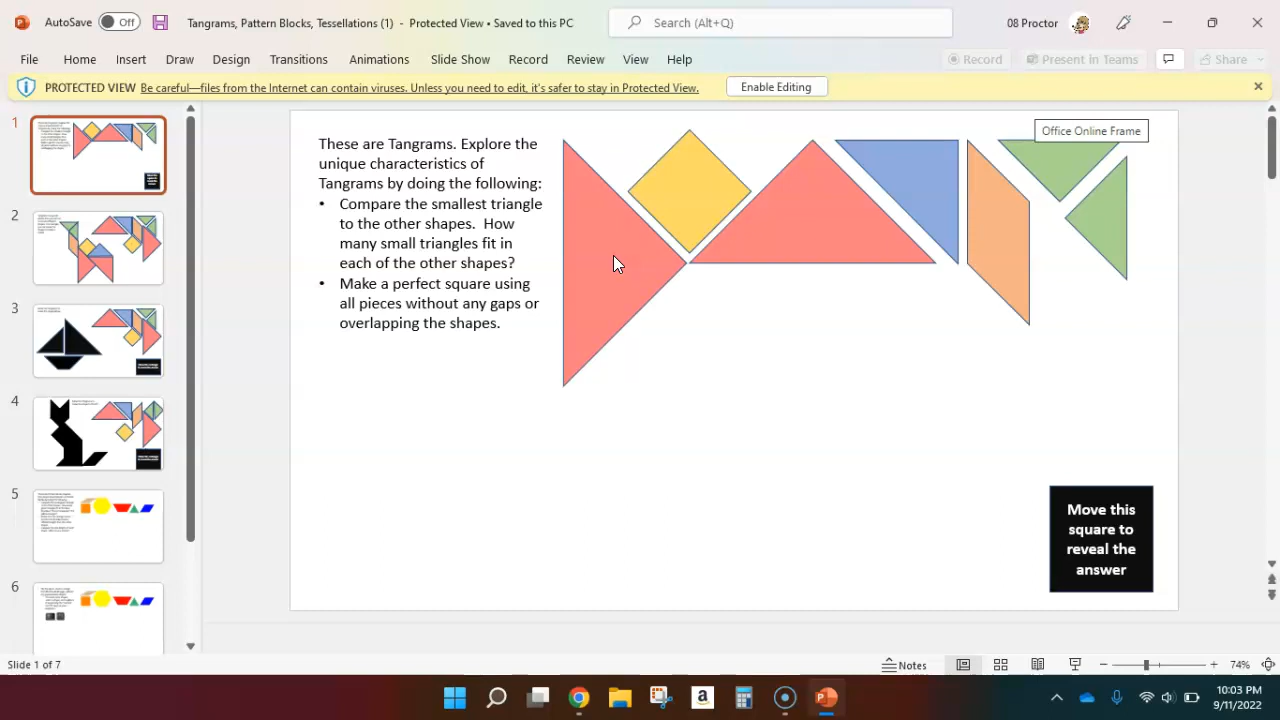 AutoSave Off Tangrams, Pattern Blocks, Tessellations (1) - Protected View • Saved to this PC Search (Alt+Q) 08 Proctor
File Home Insert Draw Design Transitions Animations Slide Show Record Review View Help Record Present in Teams Share
PROTECTED VIEW Be careful—files from the Internet can contain viruses. Unless you need to edit, it's safer to stay in Protected View. Enable Editing
1
2
3
4
5
6
Office Online Frame
These are Tangrams. Explore the
unique characteristics of
Tangrams by doing the following:
• Compare the smallest triangle
to the other shapes. How
many small triangles fit in
each of the other shapes?
• Make a perfect square using
all pieces without any gaps or
overlapping the shapes.
Move this
square to
reveal the
answer
Slide 1 of 7 Notes 74%
10:03 PM
9/11/2022